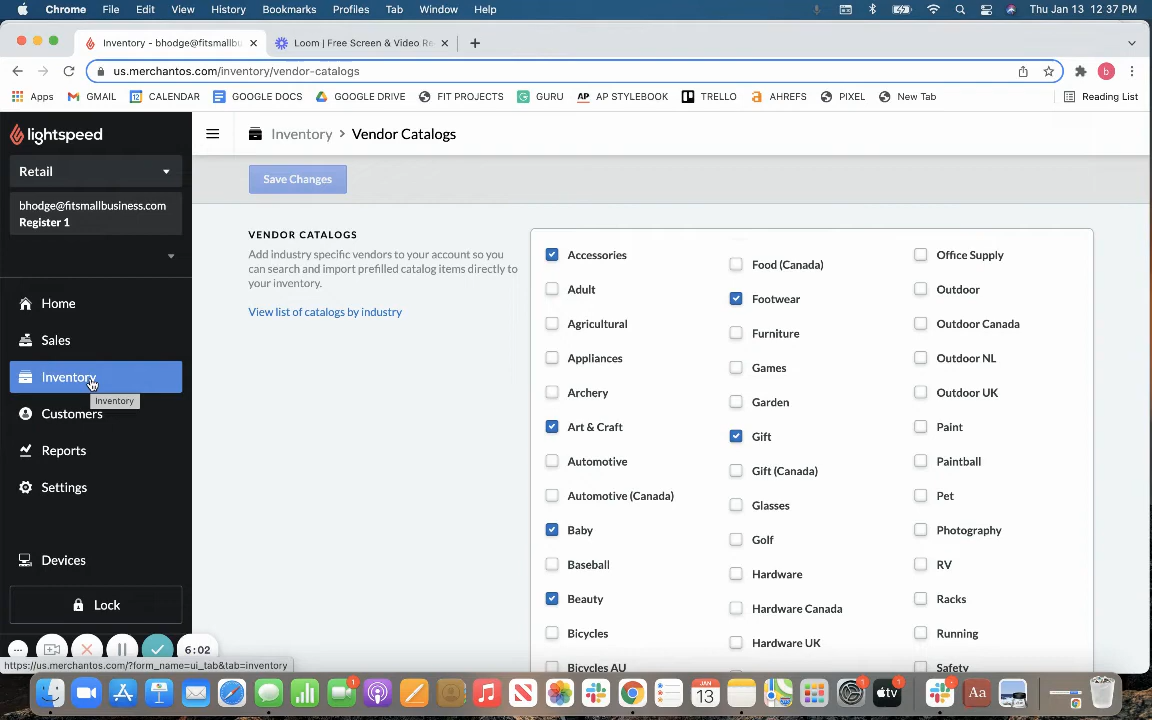 Chrome File Edit View History Bookmarks Profiles Tab Window Help Thu Jan 13 12:37 PM
Inventory - bhodge@fitsmallbu Loom | Free Screen & Video Re
us.merchantos.com/inventory/vendor-catalogs b
Apps GMAIL CALENDAR GOOGLE DOCS GOOGLE DRIVE FIT PROJECTS GURU AP AP STYLEBOOK TRELLO AHREFS PIXEL New Tab Reading List
lightspeed
Inventory > Vendor Catalogs
Retail
Save Changes
bhodge@fitsmallbusiness.com
Register 1
Home
Sales
Inventory
Inventory
Customers
Reports
Settings
Devices
Lock
6:02
https://us.merchantos.com/?form_name=ui_tab&tab=inventory
VENDOR CATALOGS
Add industry specific vendors to your account so you
can search and import prefilled catalog items directly to
your inventory.
View list of catalogs by industry
Accessories
Adult
Agricultural
Appliances
Archery
Art & Craft
Automotive
Automotive (Canada)
Baby
Baseball
Beauty
Bicycles
Bicycles AU
Food (Canada)
Footwear
Furniture
Games
Garden
Gift
Gift (Canada)
Glasses
Golf
Hardware
Hardware Canada
Hardware UK
Office Supply
Outdoor
Outdoor Canada
Outdoor NL
Outdoor UK
Paint
Paintball
Pet
Photography
RV
Racks
Running
Safety
1 JAN 13 1 tv Aa